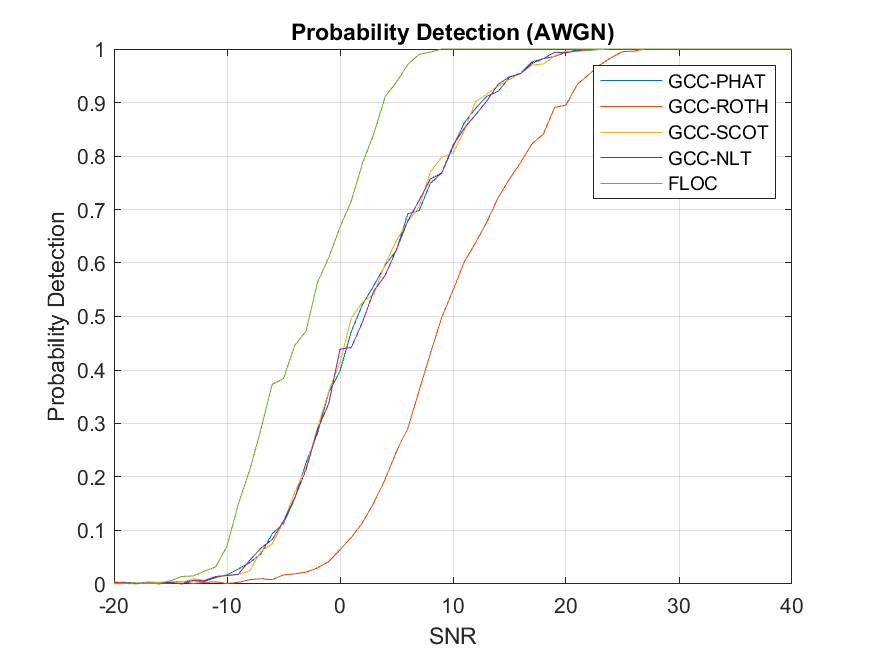 Probability Detection (AWGN)
1
0.9
0.8
0.7
0.6
0.5
0.4
0.3
0.2
0.1
0
Probability Detection
GCC-PHAT
GCC-ROTH
GCC-SCOT
GCC-NLT
FLOC
-20 -10 0 10 20 30 40
SNR